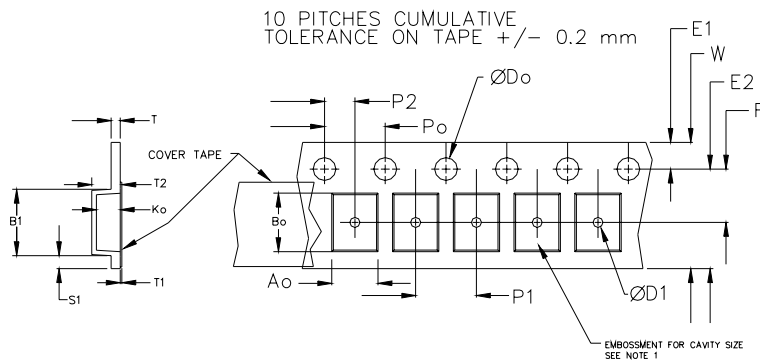 10 PITCHES CUMULATIVE
TOLERANCE ON TAPE +/- 0.2 mm
E1
W
ØDo
E2
P2
F
Po
T
COVER TAPE
T2
B1
Ko
Bo
S1
T1
Ao
P1
ØD1
EMBOSSMENT FOR CAVITY SIZE
SEE NOTE 1